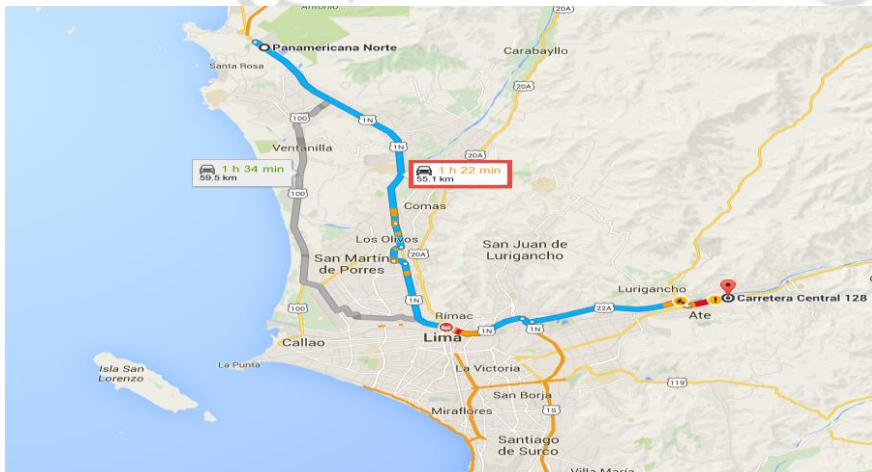 Antonio
20A
Carabayllo
Panamericana Norte
Santa Rosa
20A
100
1N
Ventanilla
1N
20A
1 h 34 min
59.5 km
1 h 22 min
55.1 km
100
Comas
Los Olivos
20A
San Martín
de Porres
San Juan de
Lurigancho
Lurigancho
Carretera Central 128
1N
100
Rímac
22A
Ate
1N
1N
Lima
Callao
Isla San
Lorenzo
La Punta
La Victoria
119
San Borja
Miraflores
1S
Santiago
de Surco
Villa María